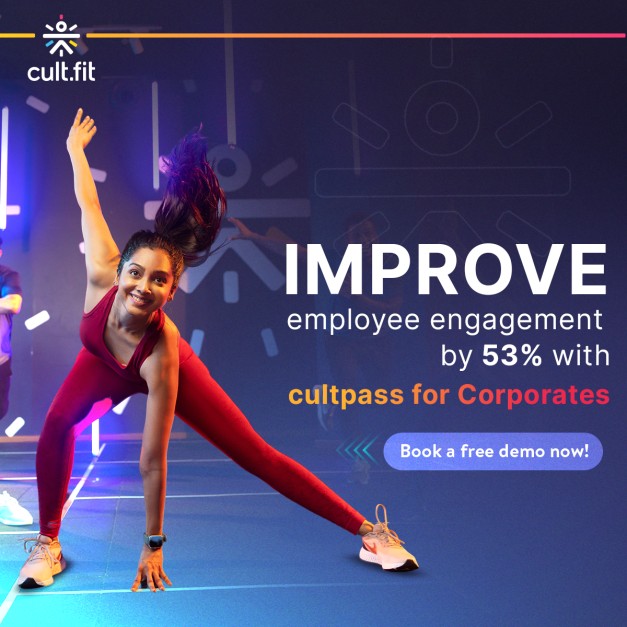 cult.fit
IMPROVE
employee engagement
by 53% with
cultpass for Corporates
Book a free demo now!